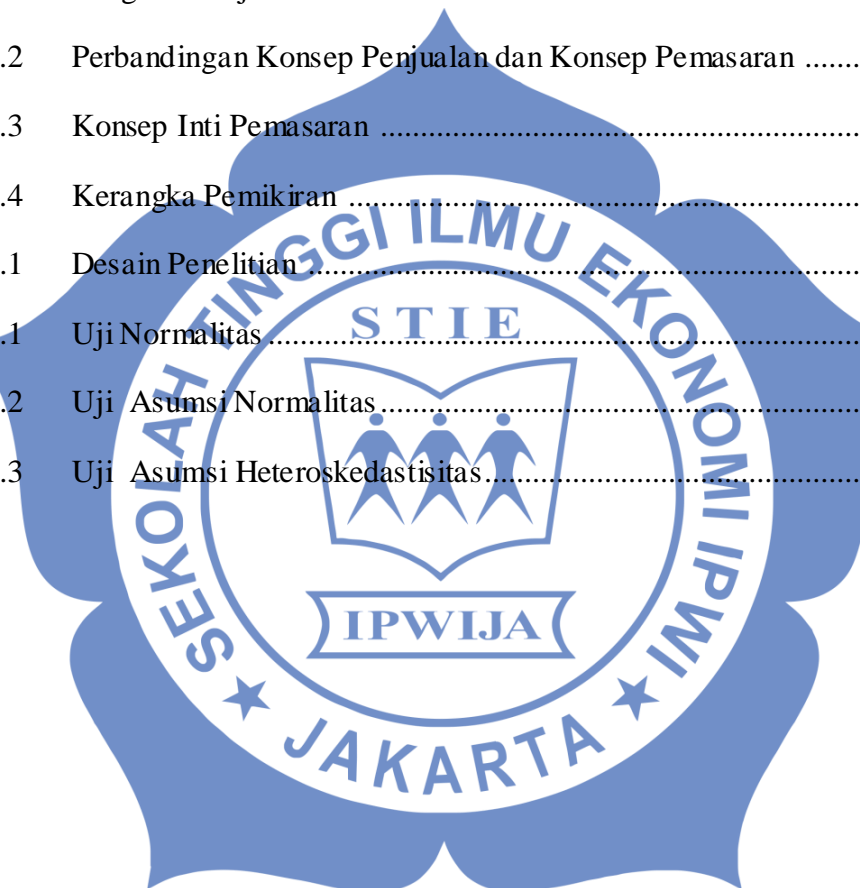 .2 Perbandingan Konsep Penjualan dan Konsep Pemasaran .......
.3 Konsep Inti Pemasaran ....................................................................
.4 Kerangka Pemikiran ........................................................................
.1 Desain Penelitian ..............................................................................
.1 Uji Normalitas ...................................................................................
.2 Uji Asumsi Normalitas .....................................................................
.3 Uji Asumsi Heteroskedastisitas ........................................................
SEKOLAH TINGGI ILMU EKONOMI IPWI
STIE
IPWIJA
★ JAKARTA ★